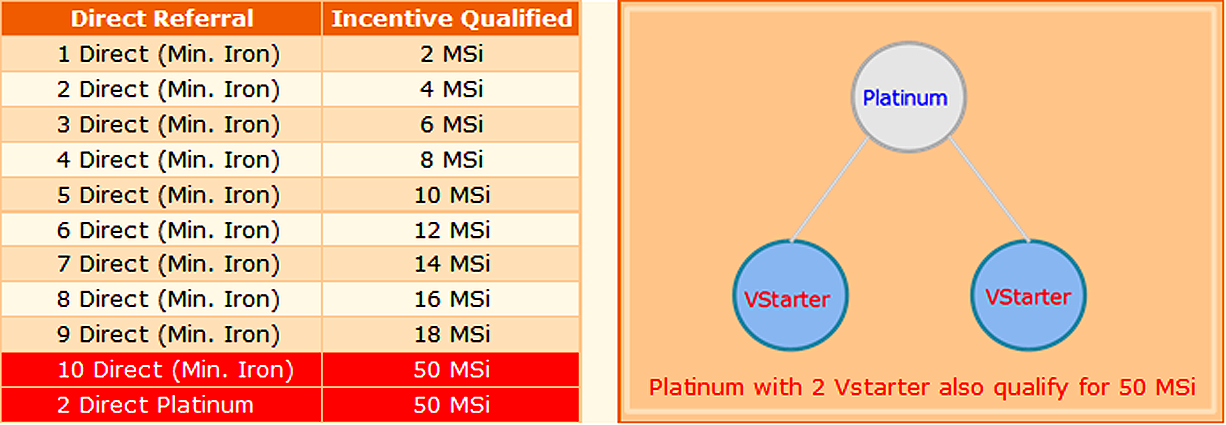 Direct Referral Incentive Qualified
1 Direct (Min. Iron) 2 MSi
2 Direct (Min. Iron) 4 MSi
3 Direct (Min. Iron) 6 MSi
4 Direct (Min. Iron) 8 MSi
5 Direct (Min. Iron) 10 MSi
6 Direct (Min. Iron) 12 MSi
7 Direct (Min. Iron) 14 MSi
8 Direct (Min. Iron) 16 MSi
9 Direct (Min. Iron) 18 MSi
10 Direct (Min. Iron) 50 MSi
2 Direct Platinum 50 MSi
Platinum
VStarter VStarter
Platinum with 2 Vstarter also qualify for 50 MSi